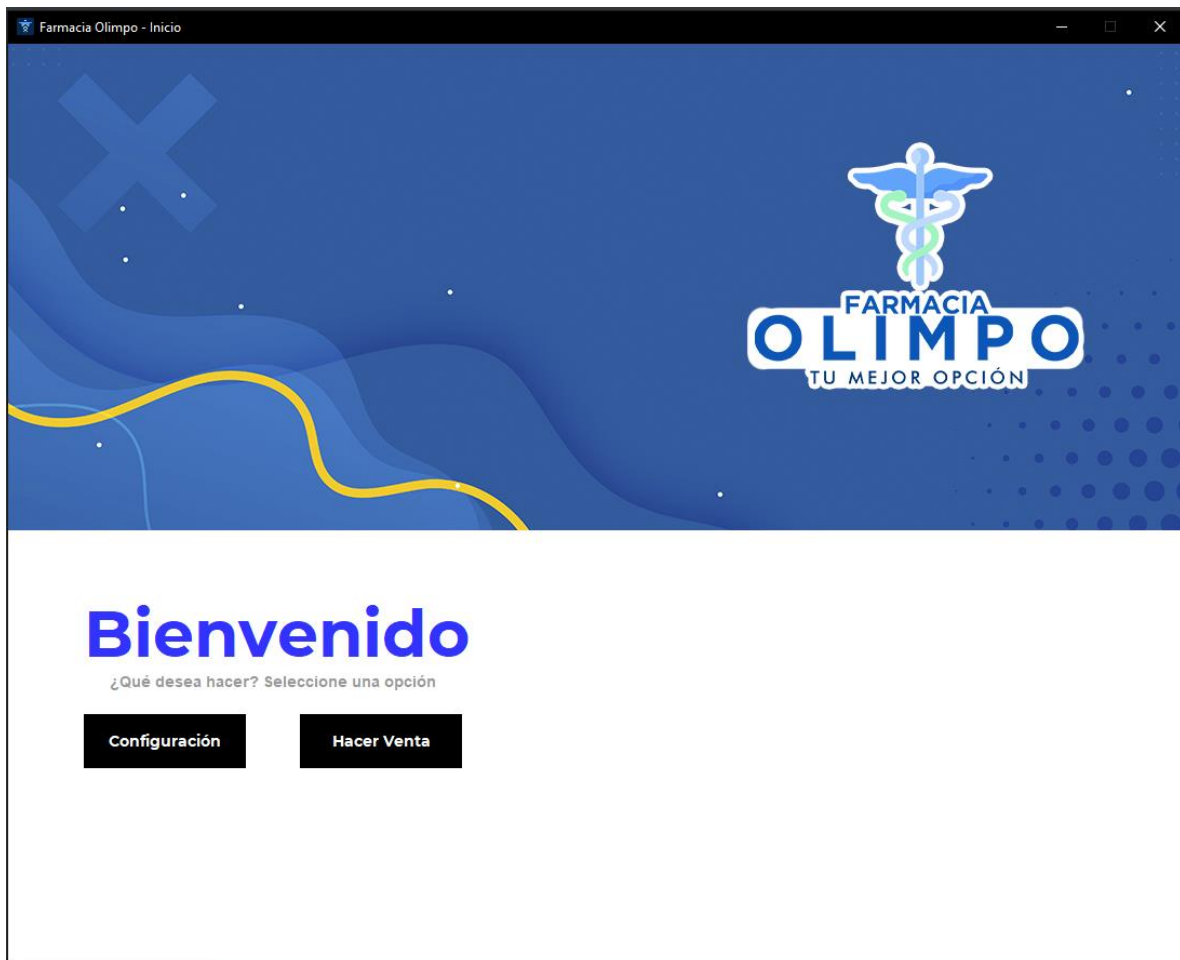 Farmacia Olimpo - Inicio
FARMACIA
OLIMPO
TU MEJOR OPCIÓN
Bienvenido
¿Qué desea hacer? Seleccione una opción
Configuración
Hacer Venta